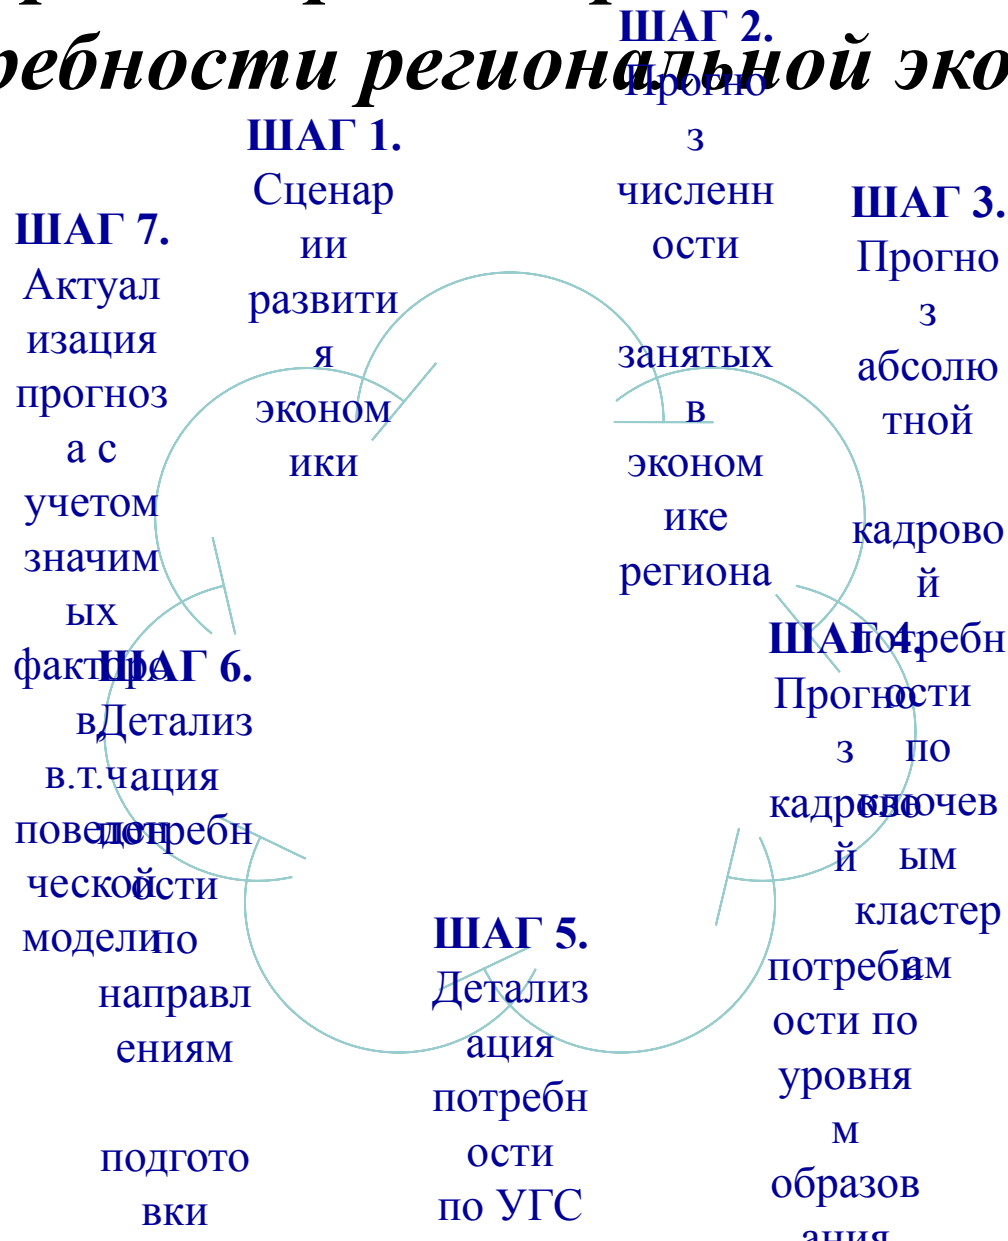 ребности региональной эко
ШАГ 1.
Сценар
ии
развити
я
эконом
ики
ШАГ 2.
Прогно
з
численн
ости
занятых
в
эконом
ике
региона
ШАГ 3.
Прогно
з
абсолю
тной
кадрово
й
потребн
ости
по
ключев
ым
кластер
ам
ШАГ 4.
Прогно
з
кадрово
й
потребн
ости по
уровня
м
образов
ания
ШАГ 5.
Детализ
ация
потребн
ости
по УГС
ШАГ 6.
Детализ
ация
потребн
ости
по
направл
ениям
подгото
вки
ШАГ 7.
Актуал
изация
прогноз
а с
учетом
значим
ых
факторо
в,
в.т.ч
поведен
ческой
модели